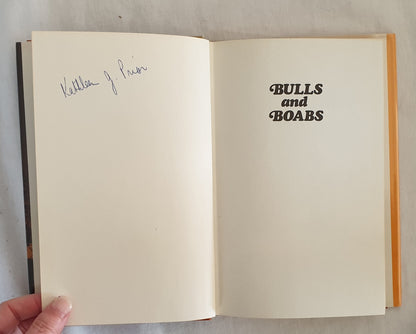 Kathleen J. Prior
BULLS
and
BOABS